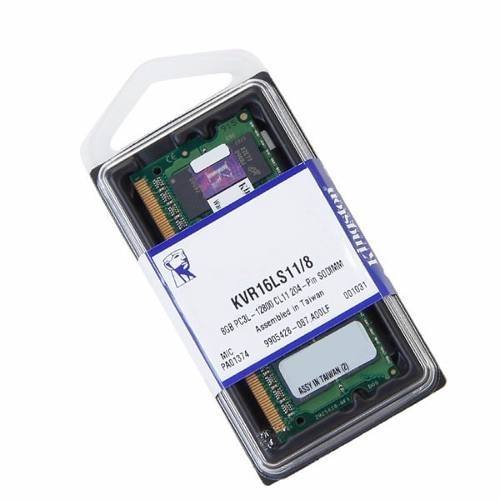 Kingston
KVR16LS11/8
8GB PC3L-12800 CL11 204-Pin SODIMM
Assembled in Taiwan
MIC
9905428-087.A00LF
001631
PA01374
ASSY IN TAIWAN (2)